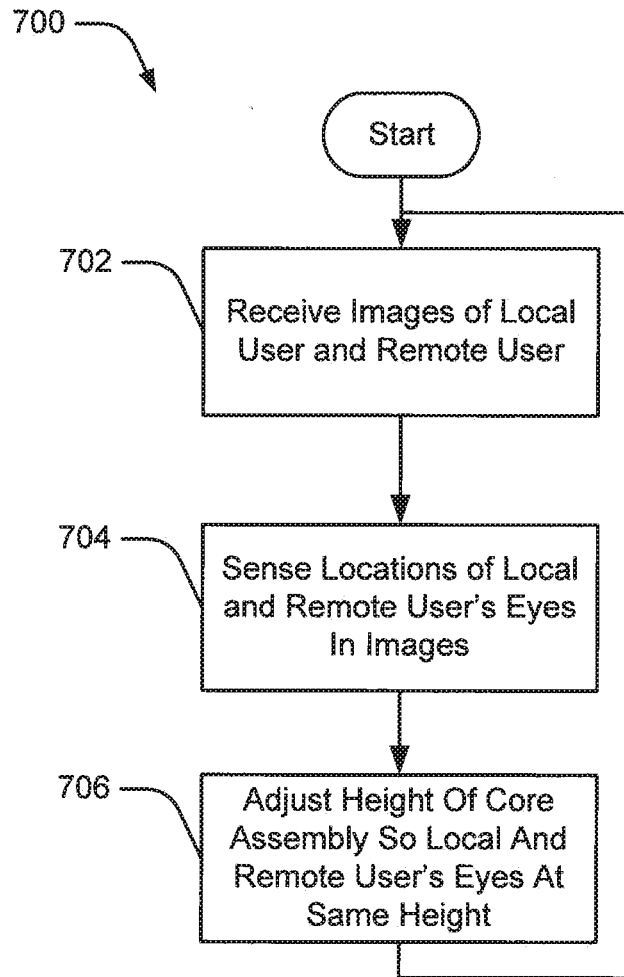 700
Start
702
Receive Images of Local
User and Remote User
704
Sense Locations of Local
and Remote User's Eyes
In Images
706
Adjust Height Of Core
Assembly So Local And
Remote User's Eyes At
Same Height